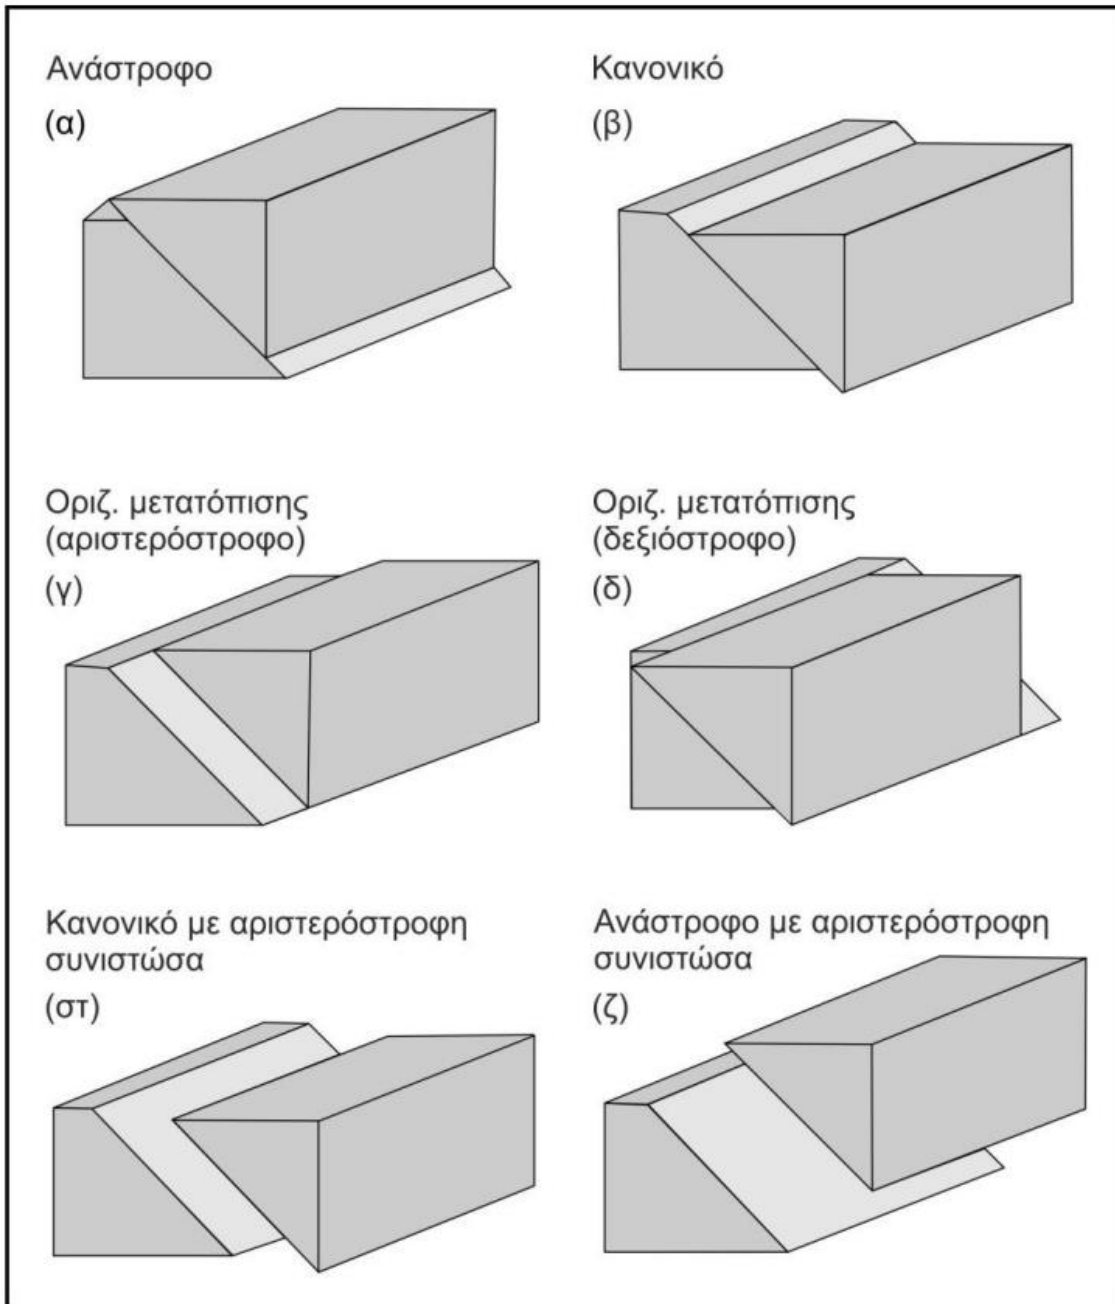 Ανάστροφο
(α)
Κανονικό
(β)
Οριζ. μετατόπισης
(αριστερόστροφο)
(γ)
Οριζ. μετατόπισης
(δεξιόστροφο)
(δ)
Κανονικό με αριστερόστροφη
συνιστώσα
(στ)
Ανάστροφο με αριστερόστροφη
συνιστώσα
(ζ)